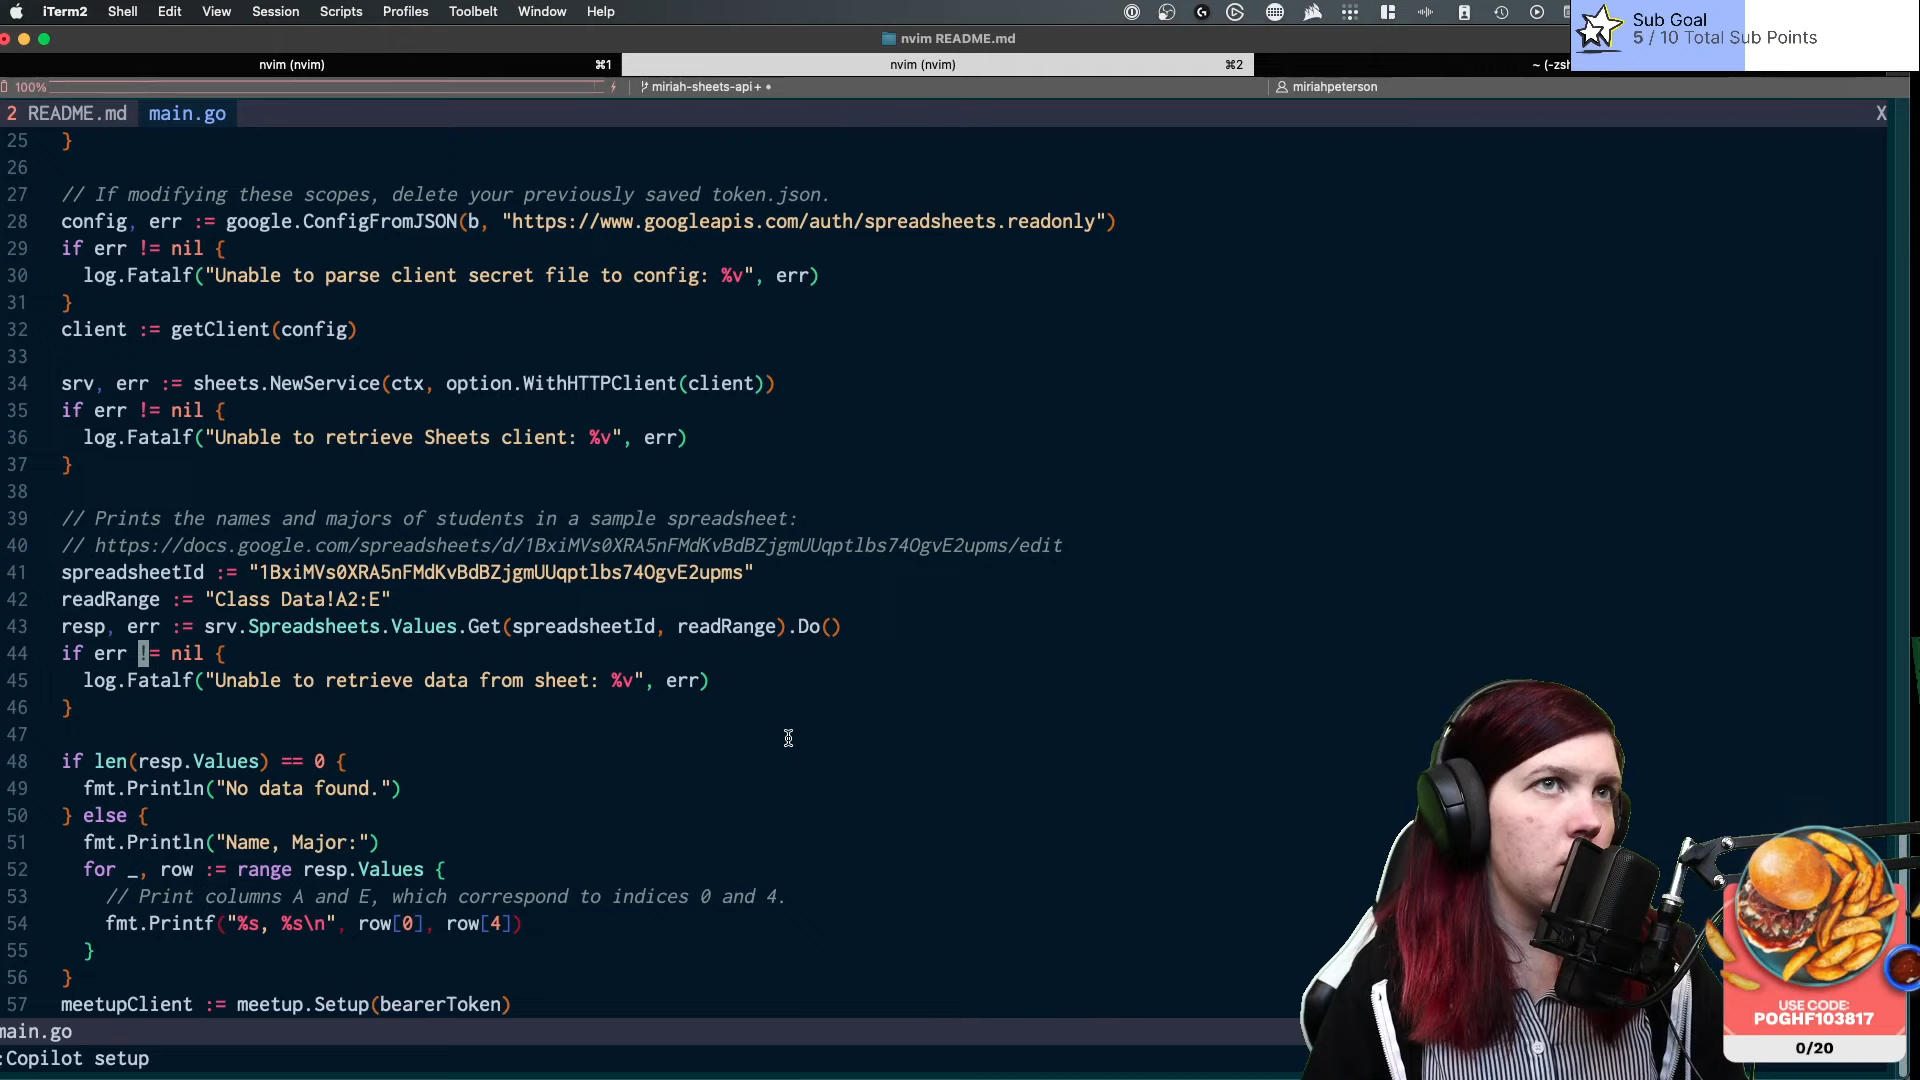 iTerm2 Shell Edit View Session Scripts Profiles Toolbelt Window Help
Sub Goal
5 / 10 Total Sub Points
nvim README.md
nvim (nvim) ⌘1 nvim (nvim) ⌘2 ~ (-zsh
100% miriah-sheets-api+ • miriahpeterson
2 README.md main.go X
25 }
26
27 // If modifying these scopes, delete your previously saved token.json.
28 config, err := google.ConfigFromJSON(b, "https://www.googleapis.com/auth/spreadsheets.readonly")
29 if err != nil {
30 log.Fatalf("Unable to parse client secret file to config: %v", err)
31 }
32 client := getClient(config)
33
34 srv, err := sheets.NewService(ctx, option.WithHTTPClient(client))
35 if err != nil {
36 log.Fatalf("Unable to retrieve Sheets client: %v", err)
37 }
38
39 // Prints the names and majors of students in a sample spreadsheet:
40 // https://docs.google.com/spreadsheets/d/1BxiMVs0XRA5nFMdKvBdBZjgmUUqptlbs74OgvE2upms/edit
41 spreadsheetId := "1BxiMVs0XRA5nFMdKvBdBZjgmUUqptlbs74OgvE2upms"
42 readRange := "Class Data!A2:E"
43 resp, err := srv.Spreadsheets.Values.Get(spreadsheetId, readRange).Do()
44 if err != nil {
45 log.Fatalf("Unable to retrieve data from sheet: %v", err)
46 }
47
48 if len(resp.Values) == 0 {
49 fmt.Println("No data found.")
50 } else {
51 fmt.Println("Name, Major:")
52 for _, row := range resp.Values {
53 // Print columns A and E, which correspond to indices 0 and 4.
54 fmt.Printf("%s, %s\n", row[0], row[4])
55 }
56 }
57 meetupClient := meetup.Setup(bearerToken)
main.go
:Copilot setup
USE CODE:
POGHF103817
0/20